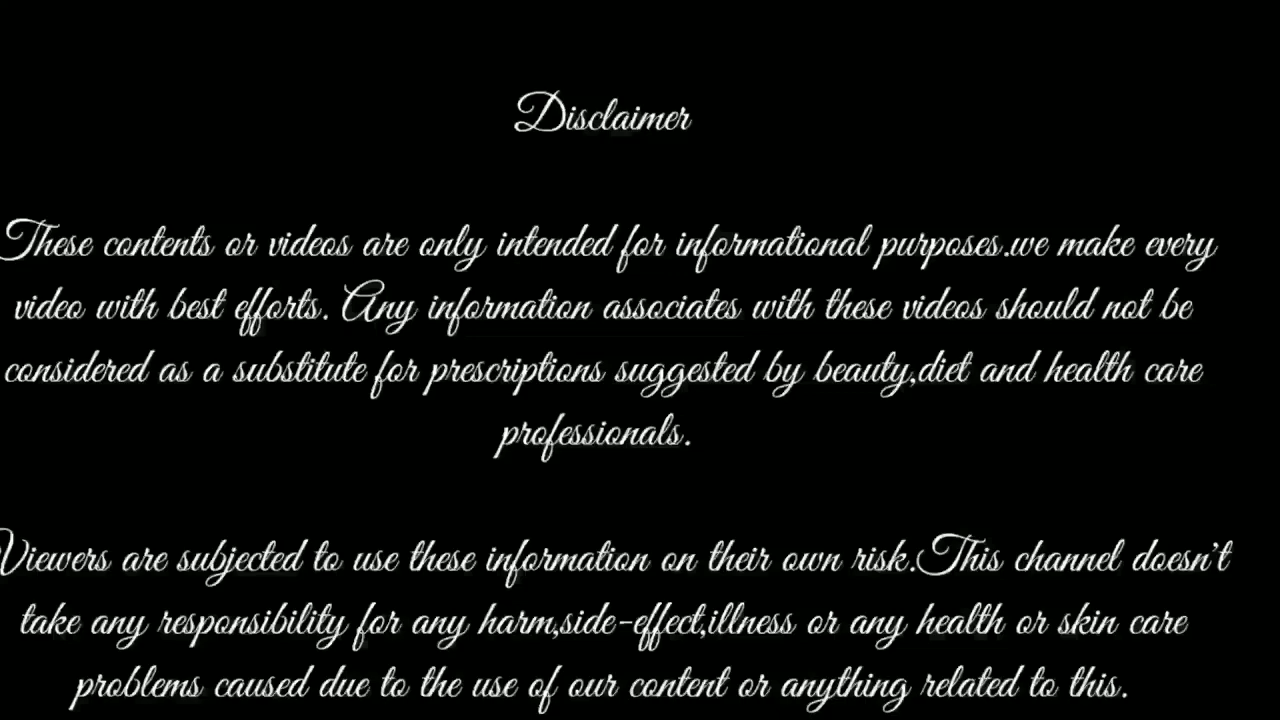 Disclaimer
These contents or videos are only intended for informational purposes.we make every
video with best efforts. Any information associates with these videos should not be
considered as a substitute for prescriptions suggested by beauty,diet and health care
professionals.
Viewers are subjected to use these information on their own risk.This channel doesn't
take any responsibility for any harm,side-effect,illness or any health or skin care
problems caused due to the use of our content or anything related to this.